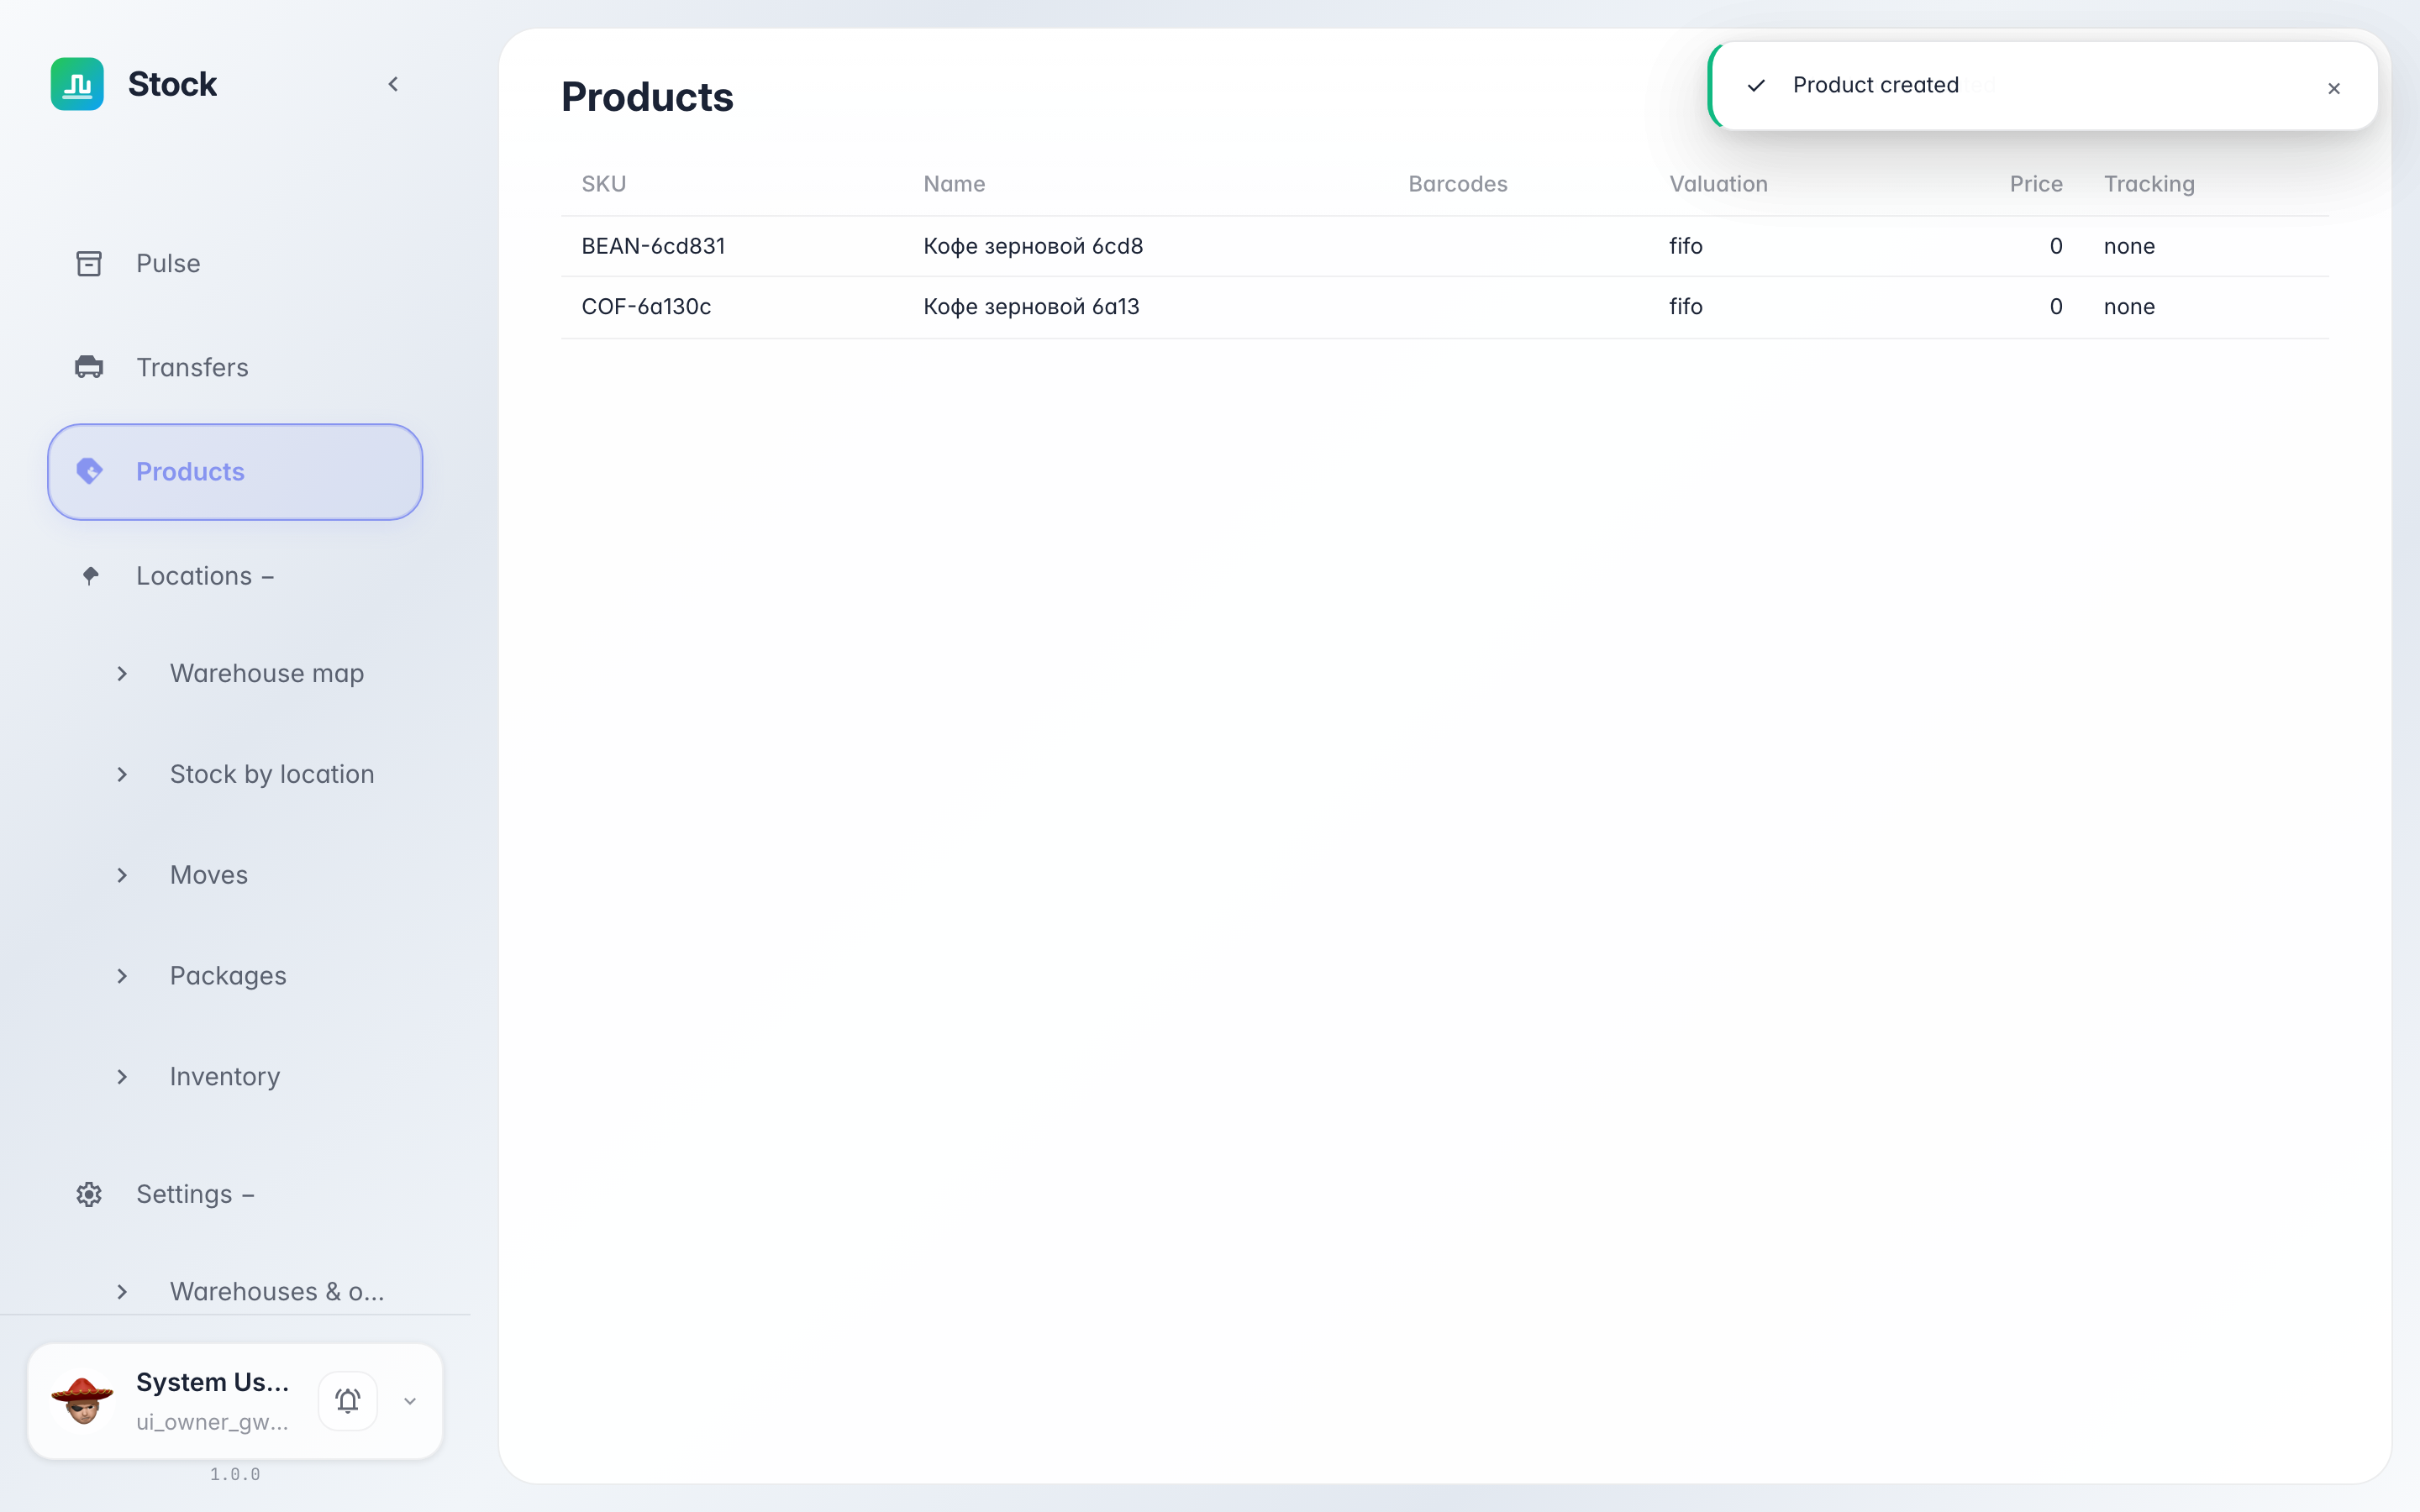 Stock
Pulse
Transfers
Products
Locations –
Warehouse map
Stock by location
Moves
Packages
Inventory
Settings –
Warehouses & o...
System Us...
ui_owner_gw...
1.0.0
Products
Product created
SKU Name Barcodes Valuation Price Tracking
BEAN-6cd831 Кофе зерновой 6cd8 fifo 0 none
COF-6a130c Кофе зерновой 6a13 fifo 0 none